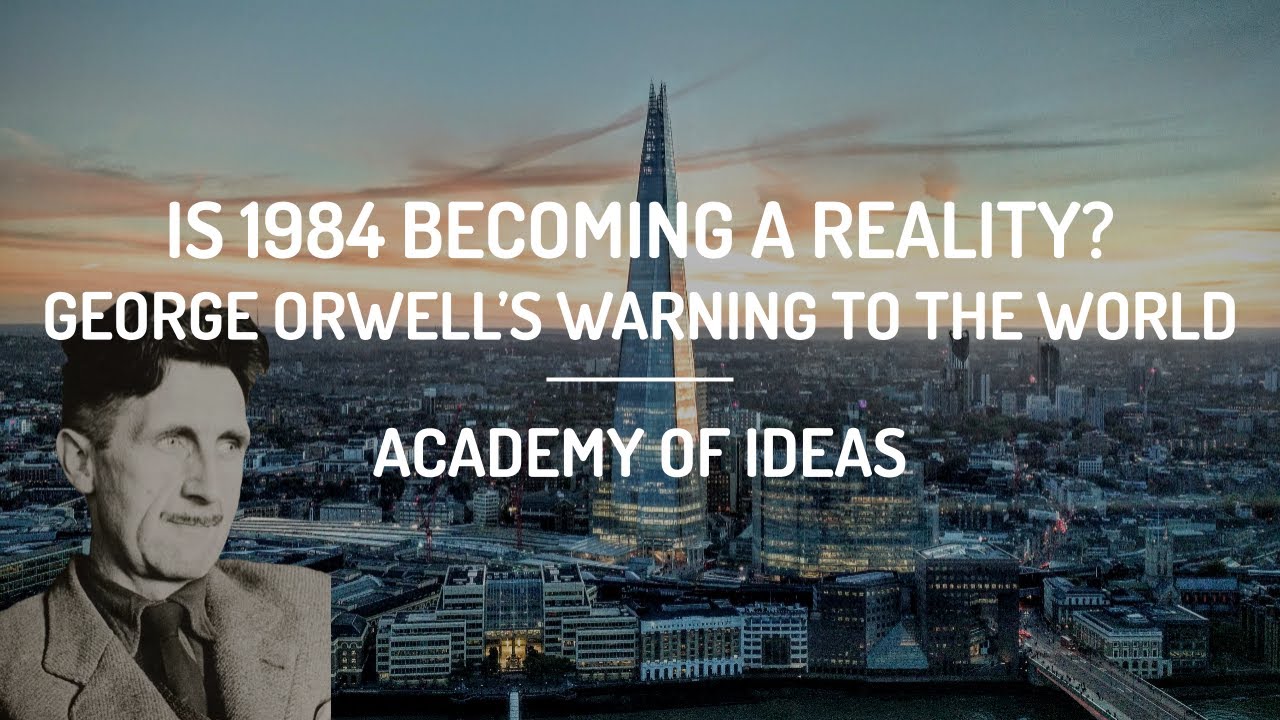 IS 1984 BECOMING A REALITY?
GEORGE ORWELL'S WARNING TO THE WORLD
ACADEMY OF IDEAS